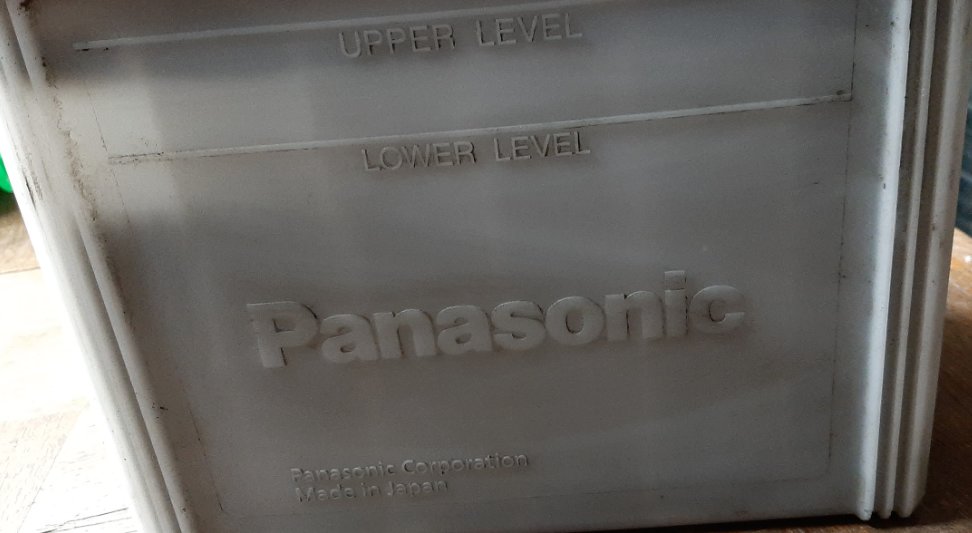 UPPER LEVEL
LOWER LEVEL
Panasonic
Panasonic Corporation
Made in Japan